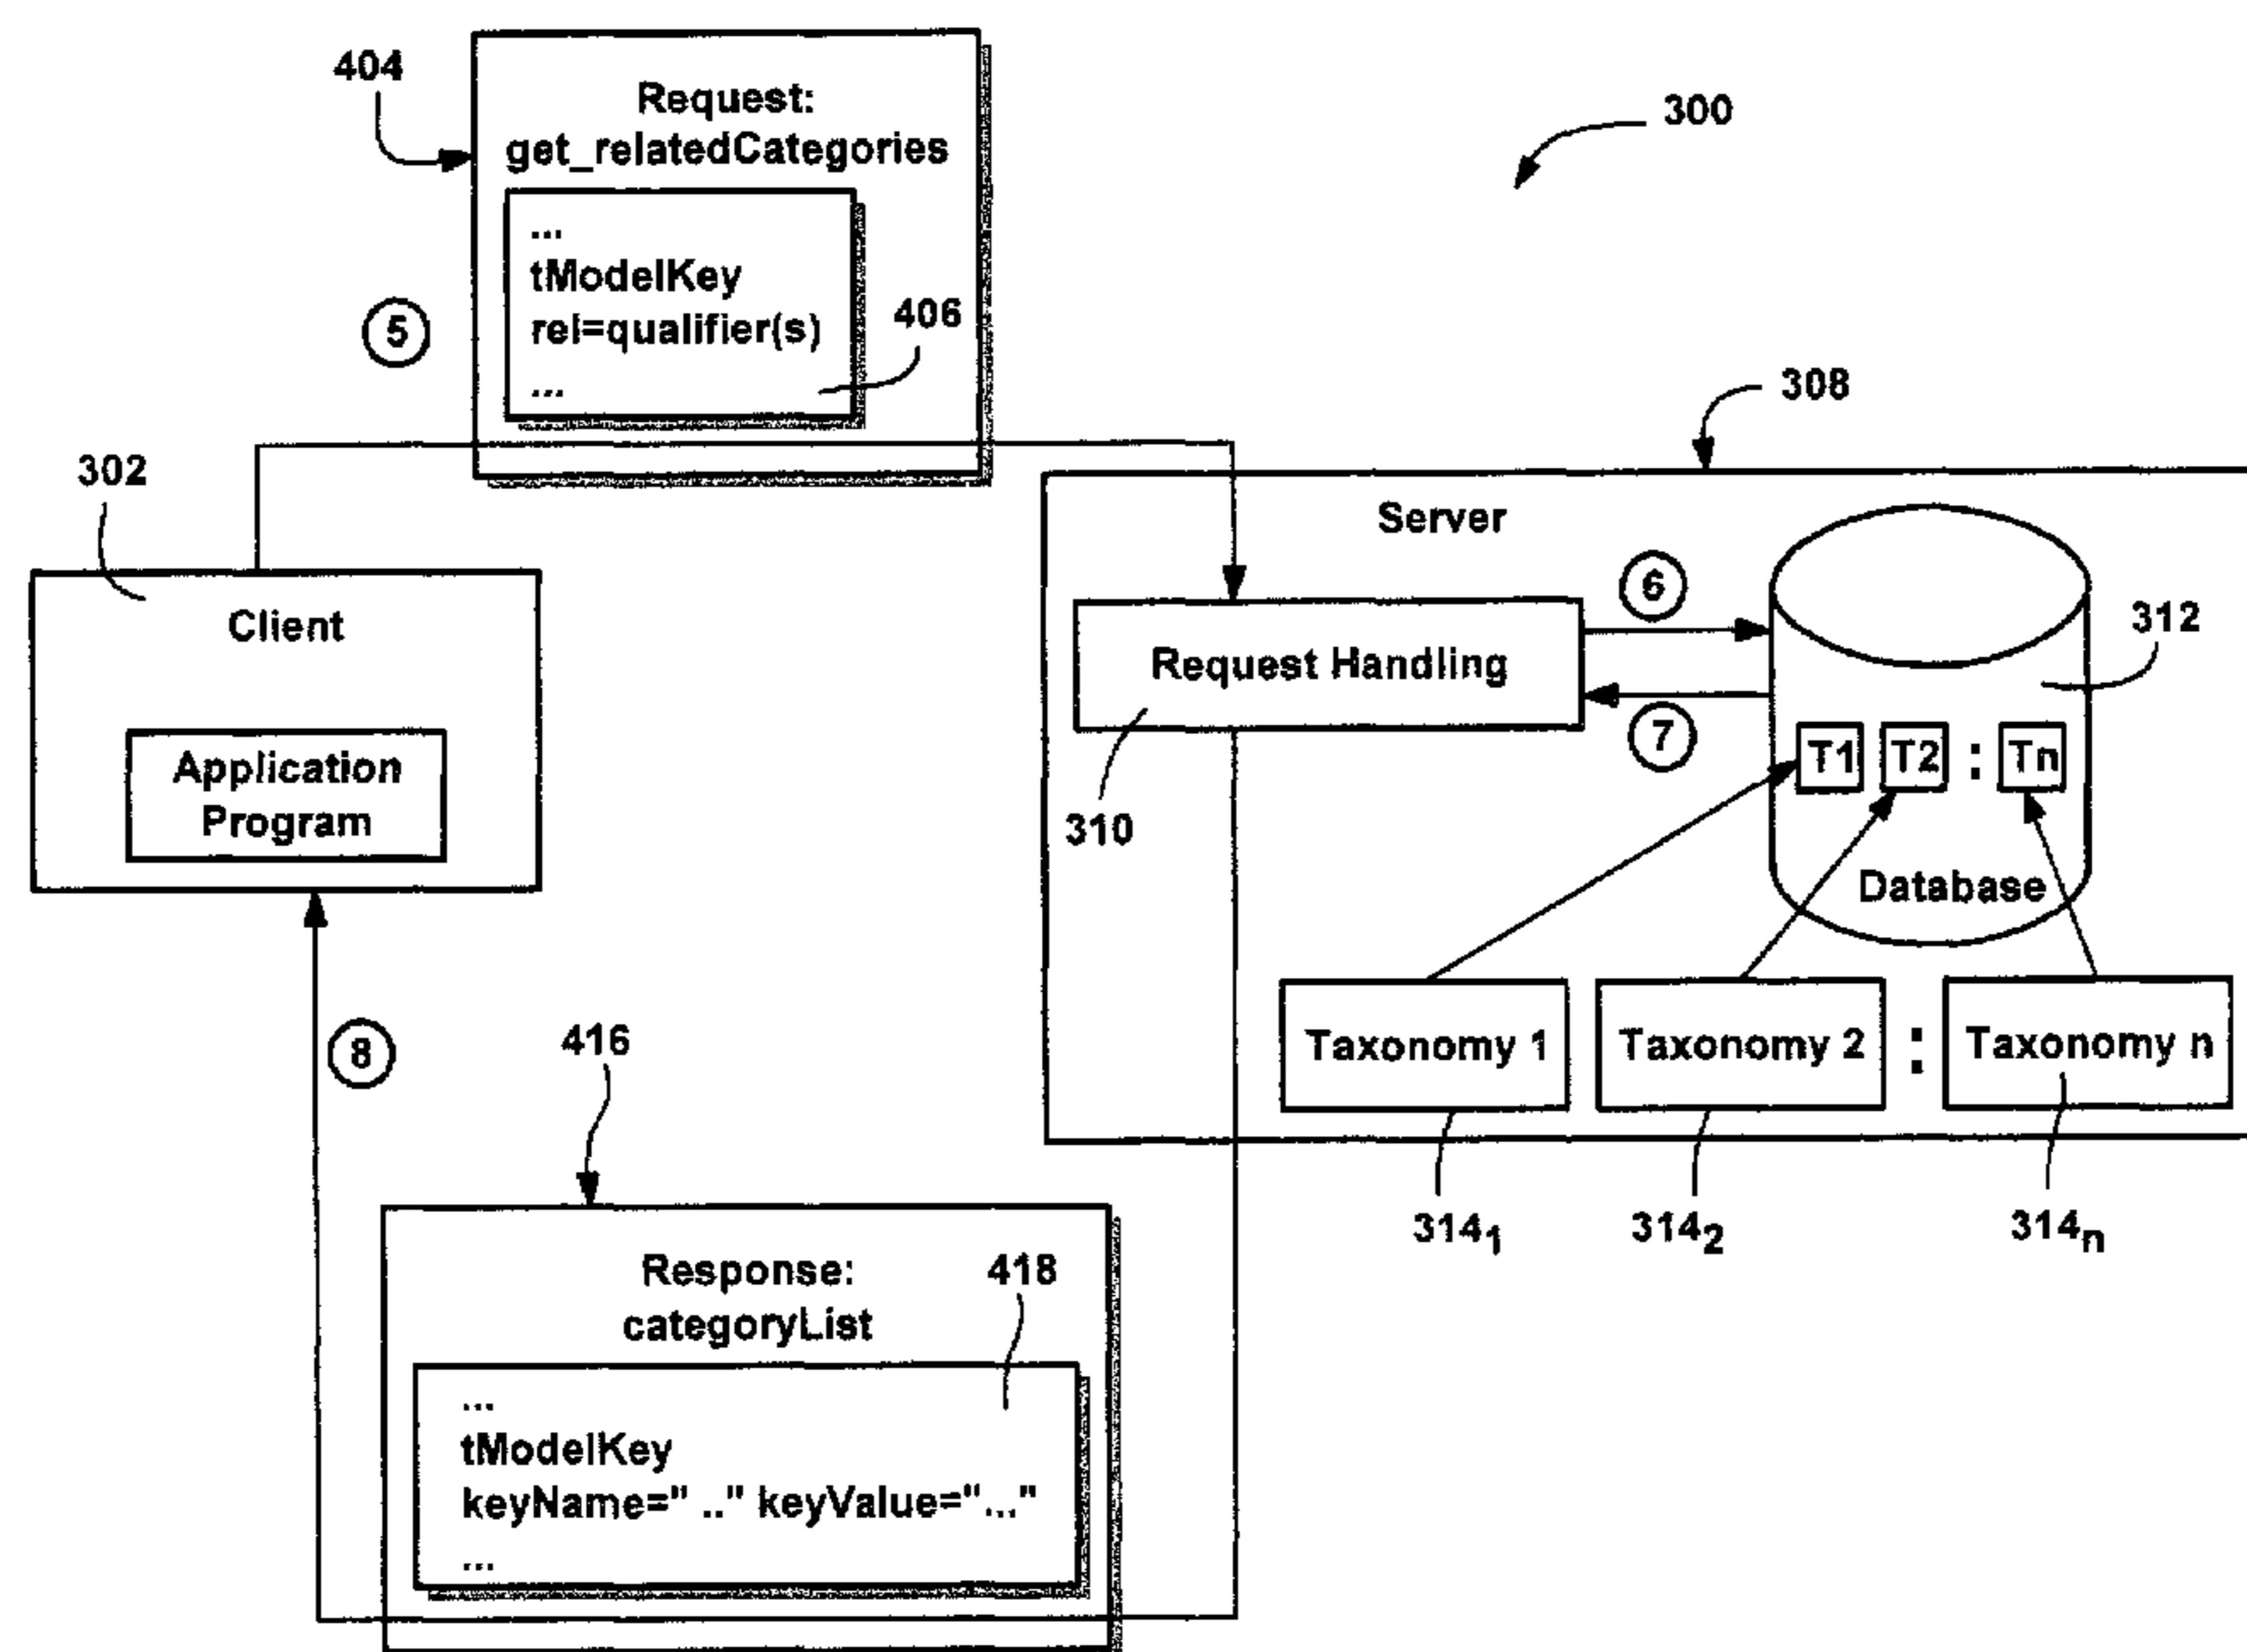 404
Request:
get_relatedCategories
300
...
tModelKey
rel=qualifier(s)
...
406
5
308
302
Server
Client
6
312
Request Handling
7
T1 T2 : Tn
Application
Program
310
Database
Taxonomy 1 Taxonomy 2 : Taxonomy n
8
416
314₁ 314₂ 314ₙ
Response:
categoryList
418
...
tModelKey
keyName=" .." keyValue="..."
...